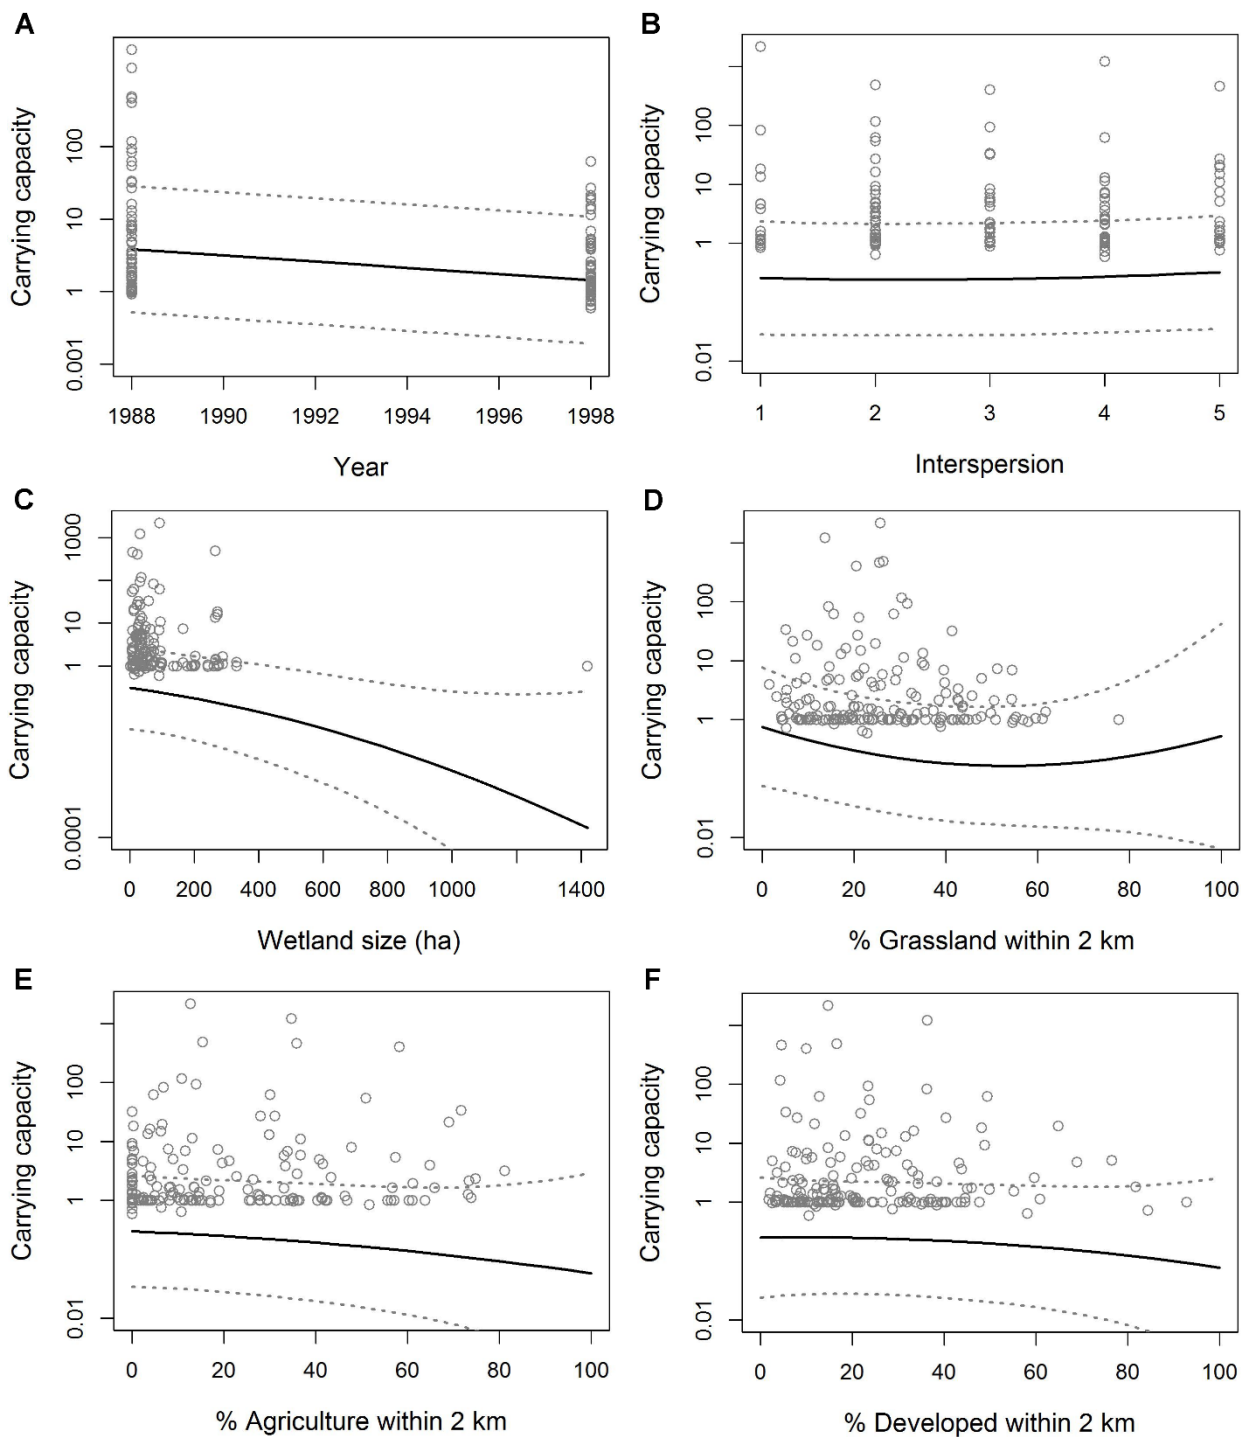 A
Carrying capacity
100
10
1
0.001
1988 1990 1992 1994 1996 1998
Year
B
Carrying capacity
100
10
1
0.01
1 2 3 4 5
Interspersion
C
Carrying capacity
1000
10
1
0.0001
0 200 400 600 800 1000 1400
Wetland size (ha)
D
Carrying capacity
100
10
1
0.01
0 20 40 60 80 100
% Grassland within 2 km
E
Carrying capacity
100
10
1
0.01
0 20 40 60 80 100
% Agriculture within 2 km
F
Carrying capacity
100
10
1
0.01
0 20 40 60 80 100
% Developed within 2 km